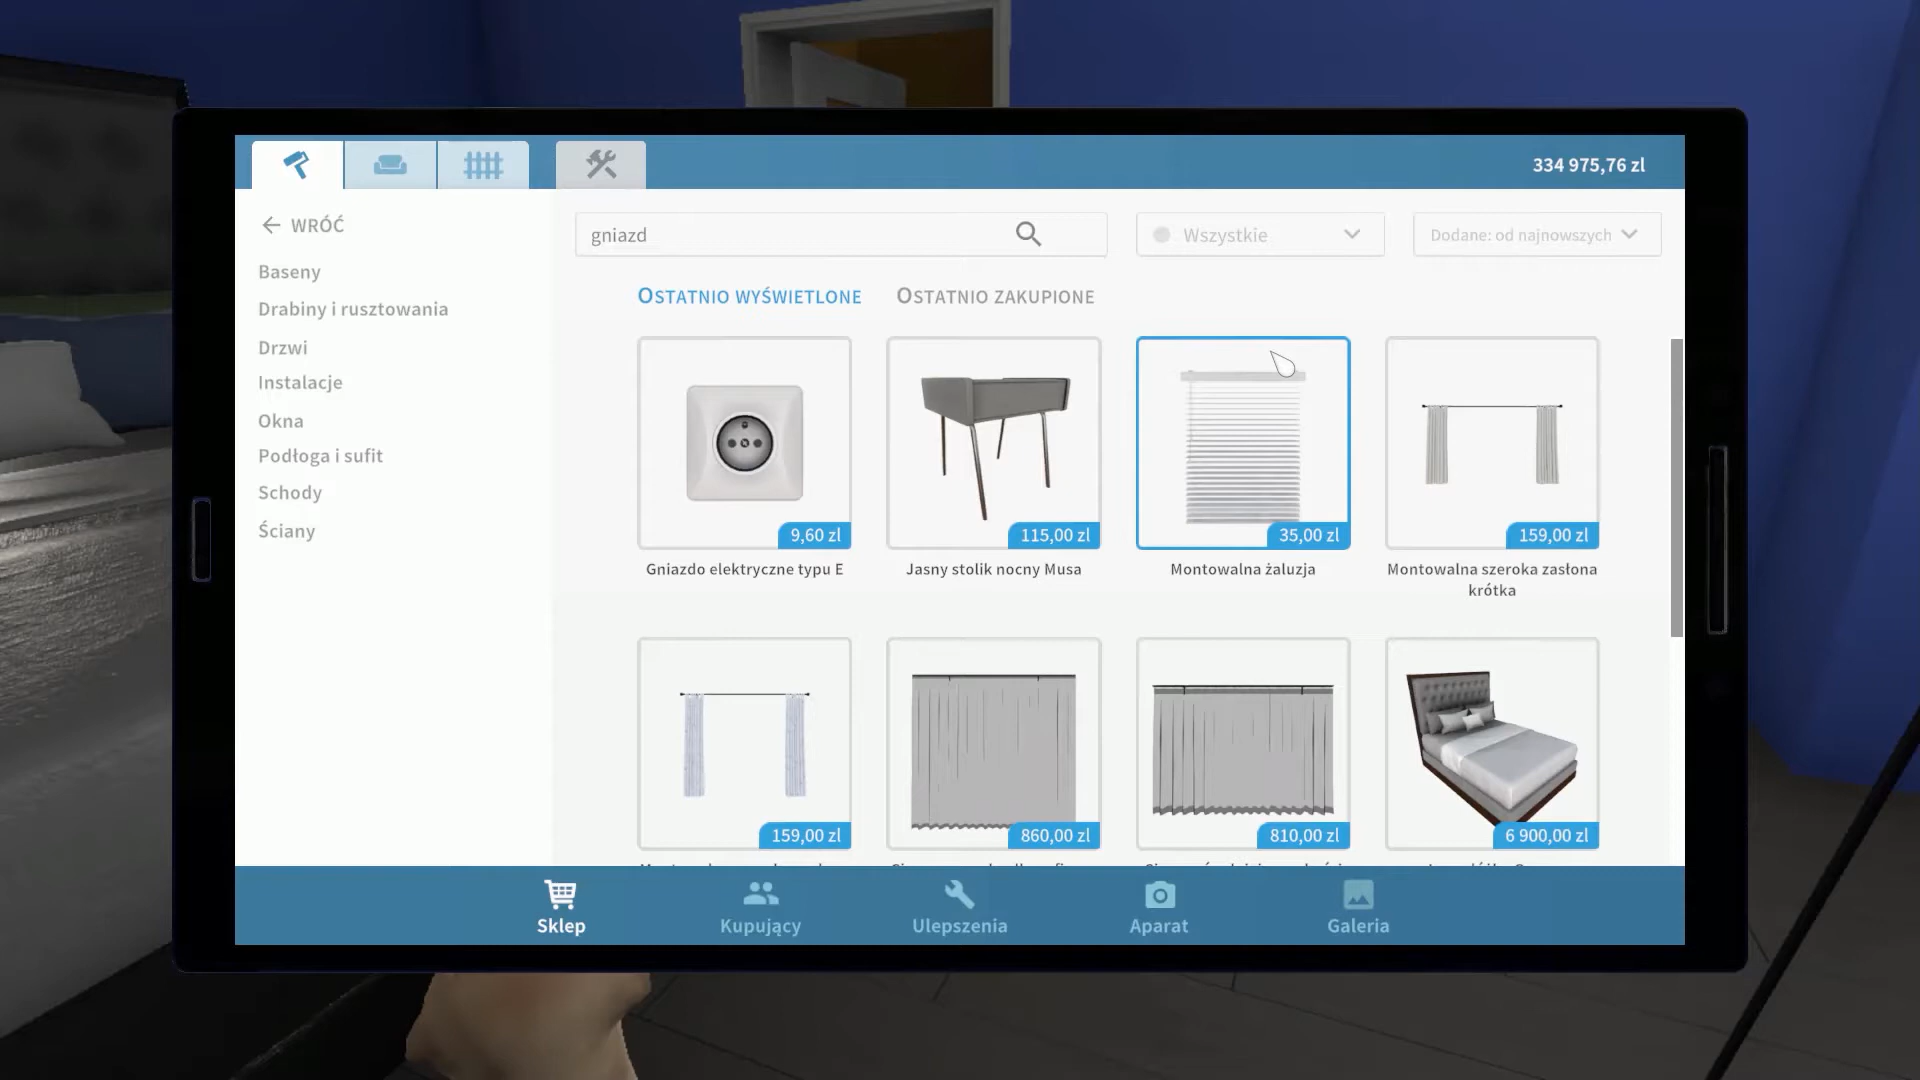 334 975,76 zl
WRÓĆ
gniazd
Wszystkie
Dodane: od najnowszych
Baseny
Drabiny i rusztowania
Drzwi
Instalacje
Okna
Podłoga i sufit
Schody
Ściany
OSTATNIO WYŚWIETLONE
OSTATNIO ZAKUPIONE
9,60 zl
115,00 zl
35,00 zl
159,00 zl
Gniazdo elektryczne typu E
Jasny stolik nocny Musa
Montowalna żaluzja
Montowalna szeroka zasłona
krótka
159,00 zl
860,00 zl
810,00 zl
6 900,00 zl
Sklep
Kupujący
Ulepszenia
Aparat
Galeria